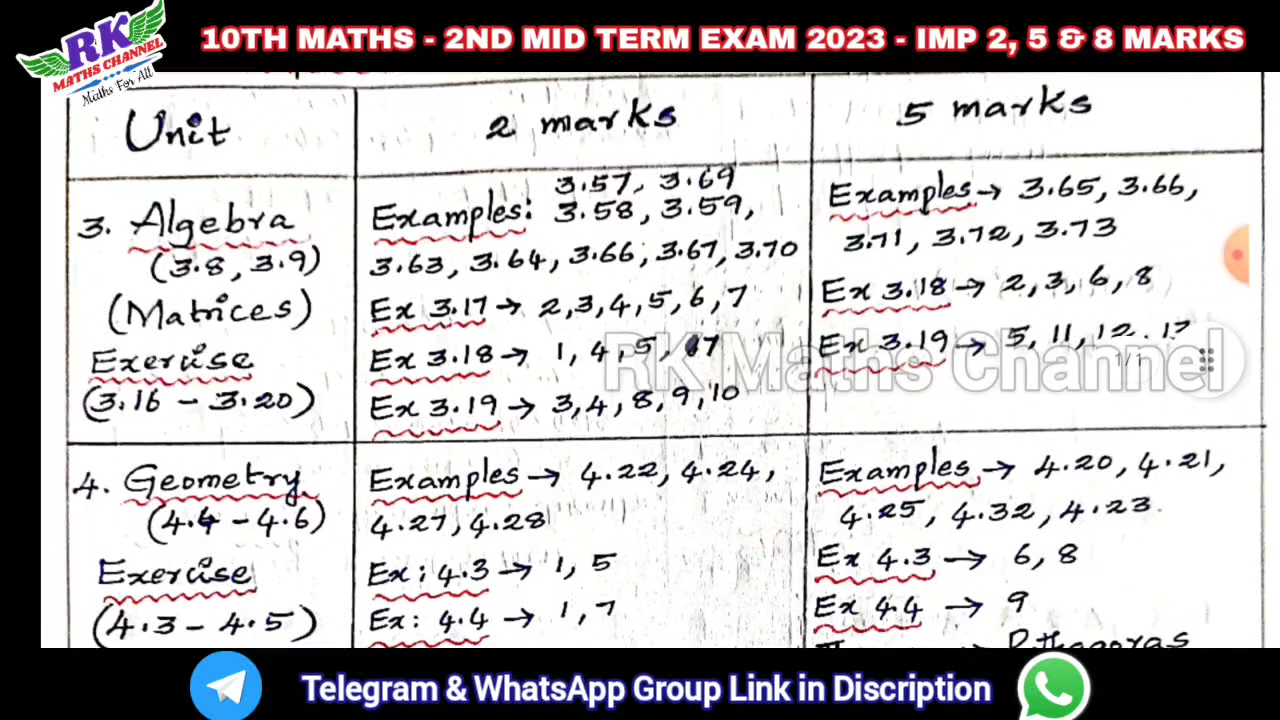 RK
MATHS CHANNEL
Maths For All
10TH MATHS - 2ND MID TERM EXAM 2023 - IMP 2, 5 & 8 MARKS
Unit
2 marks
5 marks
3. Algebra
(3.8, 3.9)
(Matrices)
Exercise
(3.16 - 3.20)
3.57, 3.69
Examples: 3.58, 3.59,
3.63, 3.64, 3.66, 3.67, 3.70
Ex 3.17 → 2,3,4,5,6,7
Ex 3.18 → 1, 4, 5,
Ex 3.19 → 3,4, 8, 9, 10
Examples → 3.65, 3.66,
3.71, 3.72, 3.73
Ex 3.18 → 2, 3, 6, 8
Ex 3.19 → 5, 11, 12,
RK Maths Channel
1/1
4. Geometry
(4.4 - 4.6)
Exercise
(4.3 - 4.5)
Examples → 4.22, 4.24,
4.27, 4.28
Ex: 4.3 → 1, 5
Ex: 4.4 → 1, 7
Examples → 4.20, 4.21,
4.25, 4.32, 4.23.
Ex 4.3 → 6, 8
Ex 4.4 → 9
→ Pythagoras
Telegram & WhatsApp Group Link in Discription